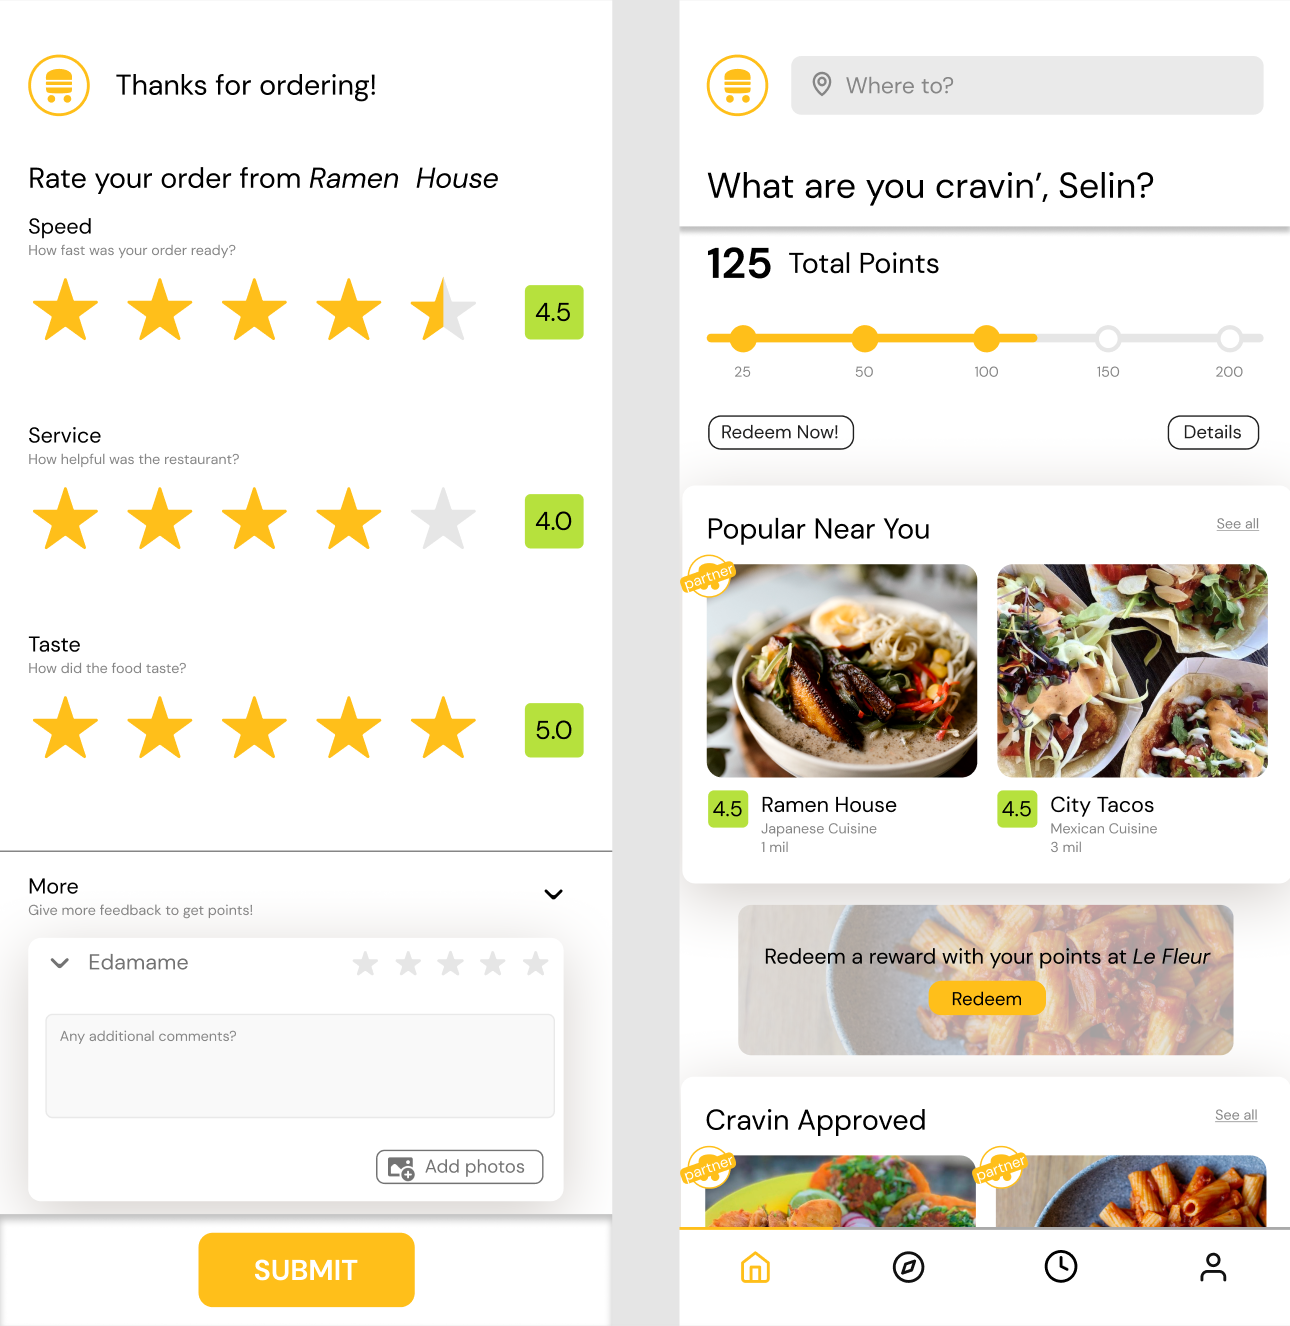 Thanks for ordering!
Rate your order from Ramen House
Speed
How fast was your order ready?
4.5
Service
How helpful was the restaurant?
4.0
Taste
How did the food taste?
5.0
More
Give more feedback to get points!
Edamame
Any additional comments?
Add photos
SUBMIT
Where to?
What are you cravin’, Selin?
125 Total Points
25 50 100 150 200
Redeem Now! Details
Popular Near You See all
partner
4.5 Ramen House
Japanese Cuisine
1 mil
4.5 City Tacos
Mexican Cuisine
3 mil
Redeem a reward with your points at Le Fleur
Redeem
Cravin Approved See all
partner partner